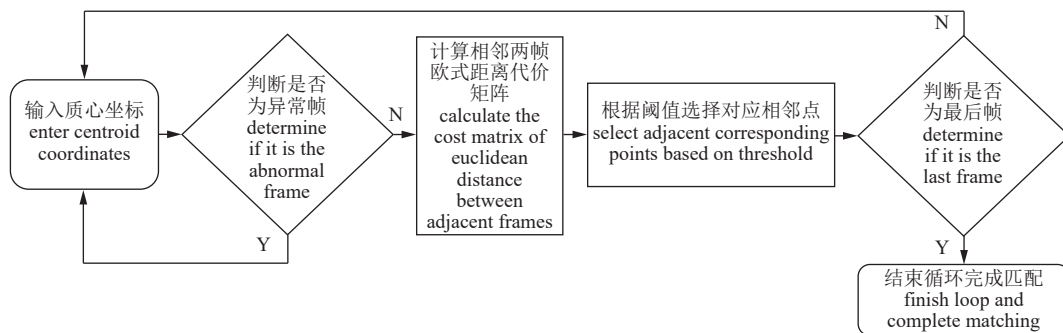 输入质心坐标
enter centroid
coordinates
判断是否
为异常帧
determine
if it is the
abnormal
frame
Y
N
计算相邻两帧
欧式距离代价
矩阵
calculate the
cost matrix of
euclidean
distance
between
adjacent frames
根据阈值选择对应相邻点
select adjacent corresponding
points based on threshold
N
判断是否
为最后帧
determine
if it is the
last frame
Y
结束循环完成匹配
finish loop and
complete matching